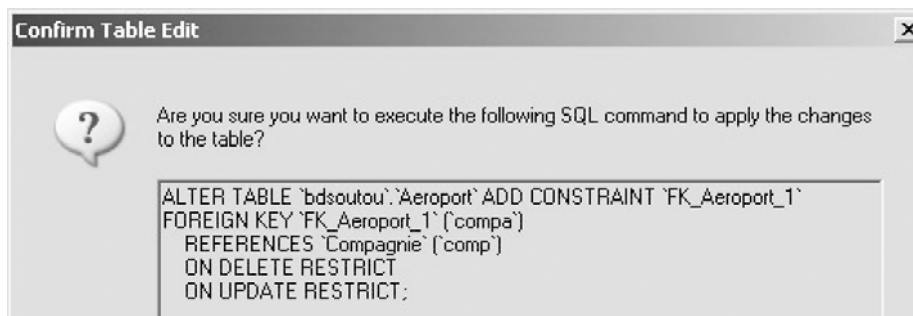 Confirm Table Edit
?
Are you sure you want to execute the following SQL command to apply the changes
to the table?
ALTER TABLE `bdsoutou`.`Aeroport` ADD CONSTRAINT `FK_Aeroport_1`
FOREIGN KEY `FK_Aeroport_1` (`compa`)
REFERENCES `Compagnie` (`comp`)
ON DELETE RESTRICT
ON UPDATE RESTRICT;